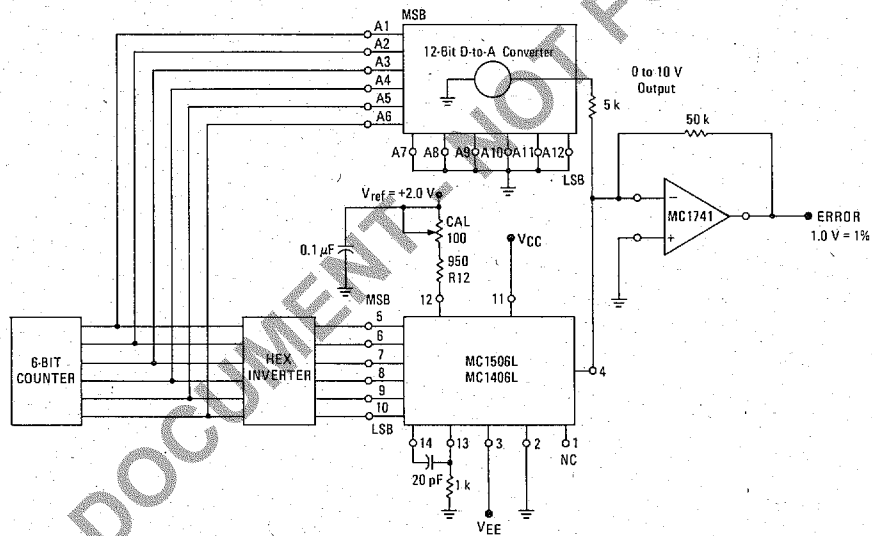 MSB
A1
A2
A3
A4
A5
A6
12-Bit D-to-A Converter
0 to 10 V
Output
5 k
50 k
A7 A8 A9 A10 A11 A12
LSB
Vref = +2.0 V
CAL
100
0.1 µF
950
R12
VCC
MC1741
ERROR
1.0 V = 1%
12
11
MSB
5
6
7
8
9
10
LSB
6-BIT
COUNTER
HEX
INVERTER
MC1506L
MC1406L
4
14
13
3
2
1
NC
20 pF
1 k
VEE
DOCUMENT - NOT F